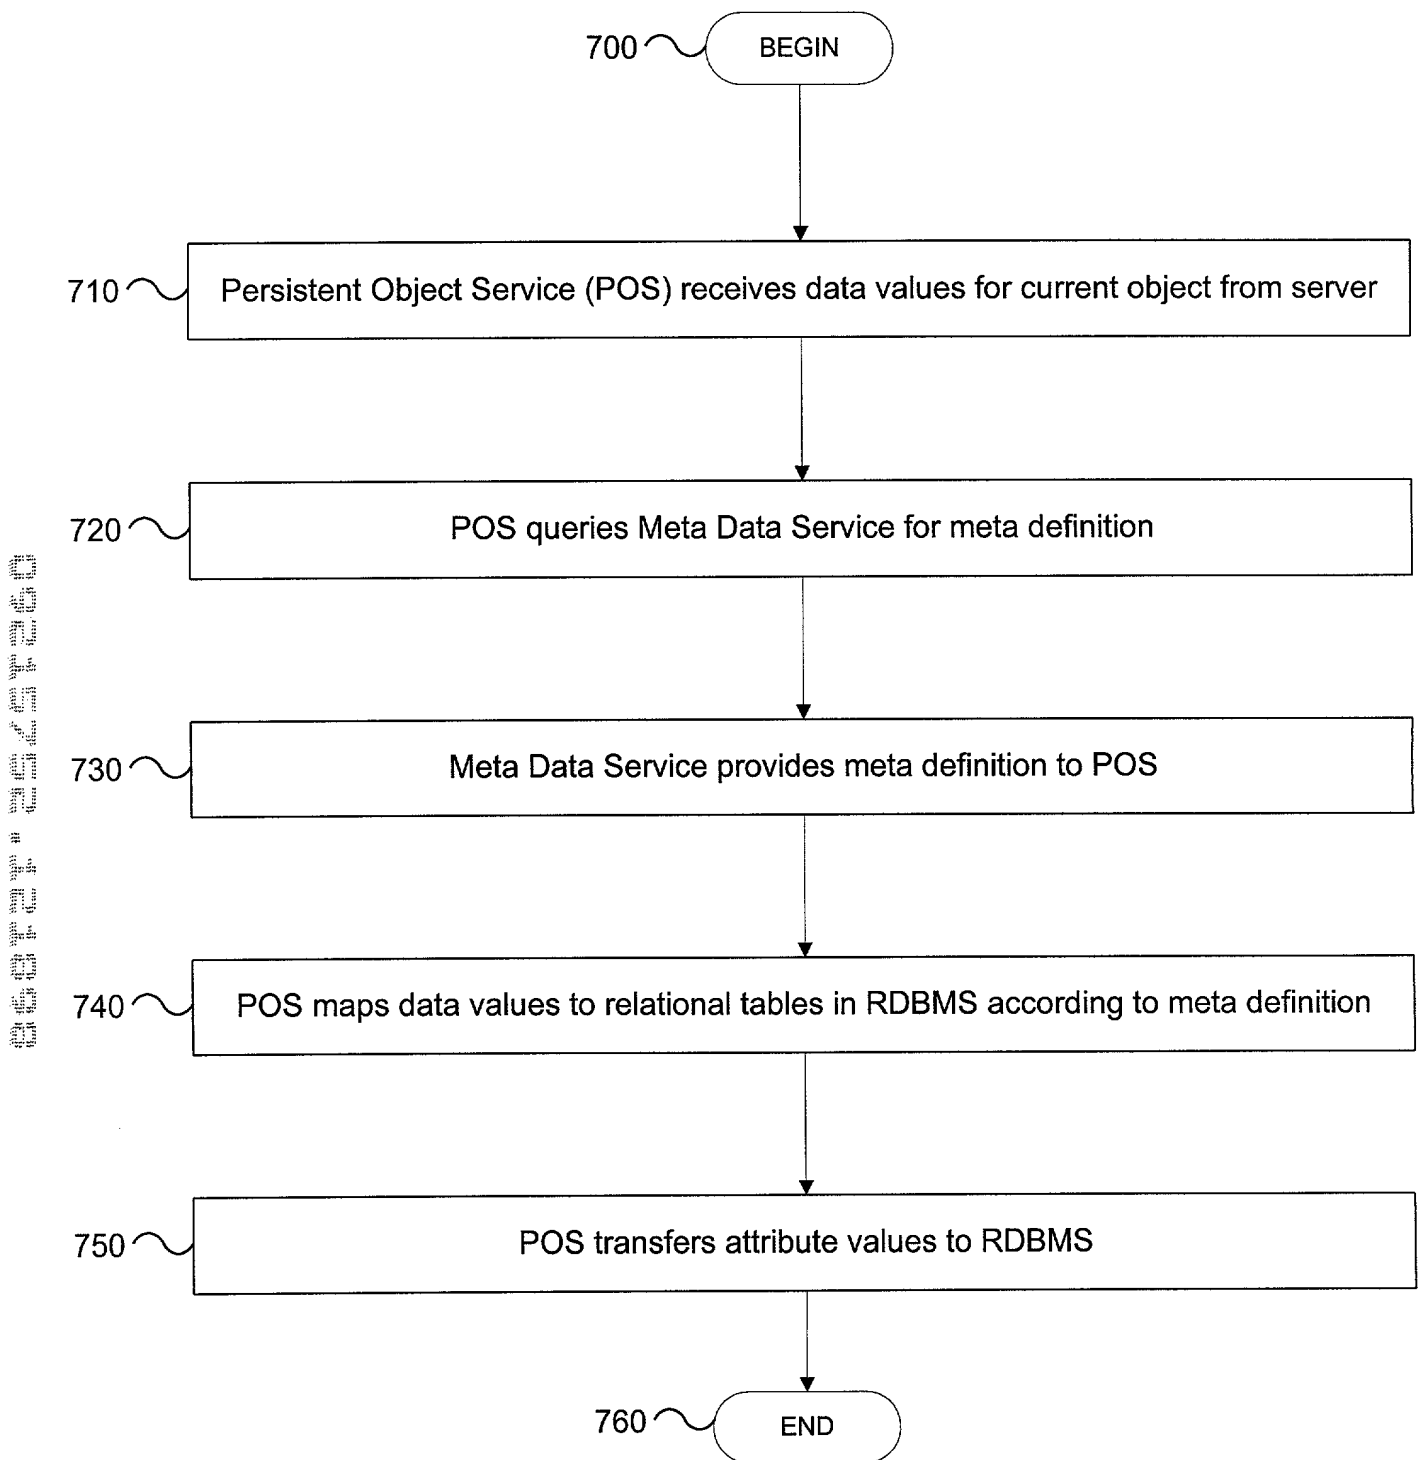 BEGIN
700
710
Persistent Object Service (POS) receives data values for current object from server
720
POS queries Meta Data Service for meta definition
09215752.121898
730
Meta Data Service provides meta definition to POS
740
POS maps data values to relational tables in RDBMS according to meta definition
750
POS transfers attribute values to RDBMS
760
END